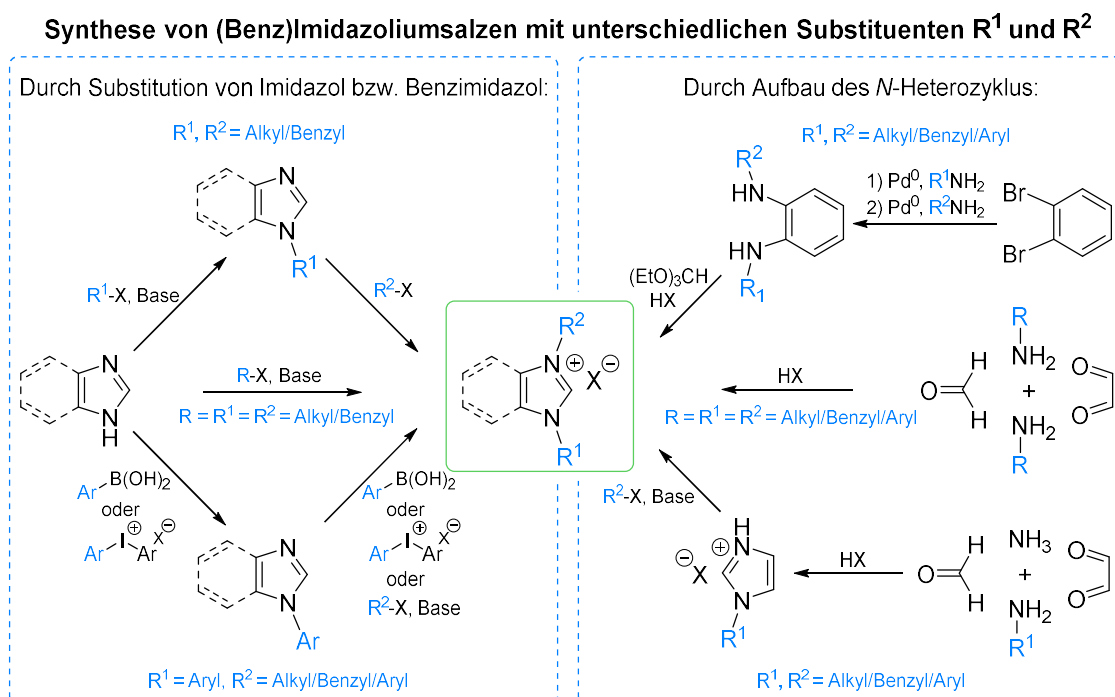 Synthese von (Benz)Imidazoliumsalzen mit unterschiedlichen Substituenten R¹ und R²
Durch Substitution von Imidazol bzw. Benzimidazol:
R¹, R² = Alkyl/Benzyl
N
N
R¹
R¹-X, Base
R²-X
N
N
H
R-X, Base
R = R¹ = R² = Alkyl/Benzyl
Ar
B(OH)₂
oder
Ar
I
+
Ar
X
−
N
N
Ar
Ar
B(OH)₂
oder
Ar
I
+
Ar
X
−
oder
R²-X, Base
R¹ = Aryl, R² = Alkyl/Benzyl/Aryl
R²
N
+
X
−
N
R¹
Durch Aufbau des N-Heterozyklus:
R¹, R² = Alkyl/Benzyl/Aryl
R²
HN
HN
R₁
1) Pd⁰, R¹NH₂
2) Pd⁰, R²NH₂
Br
Br
(EtO)₃CH
HX
HX
R = R¹ = R² = Alkyl/Benzyl/Aryl
O
H
H
R
NH₂
+
NH₂
R
O
O
R²-X, Base
H
N
+
−
X
N
R¹
HX
O
H
H
NH₃
+
NH₂
R¹
O
O
R¹, R² = Alkyl/Benzyl/Aryl